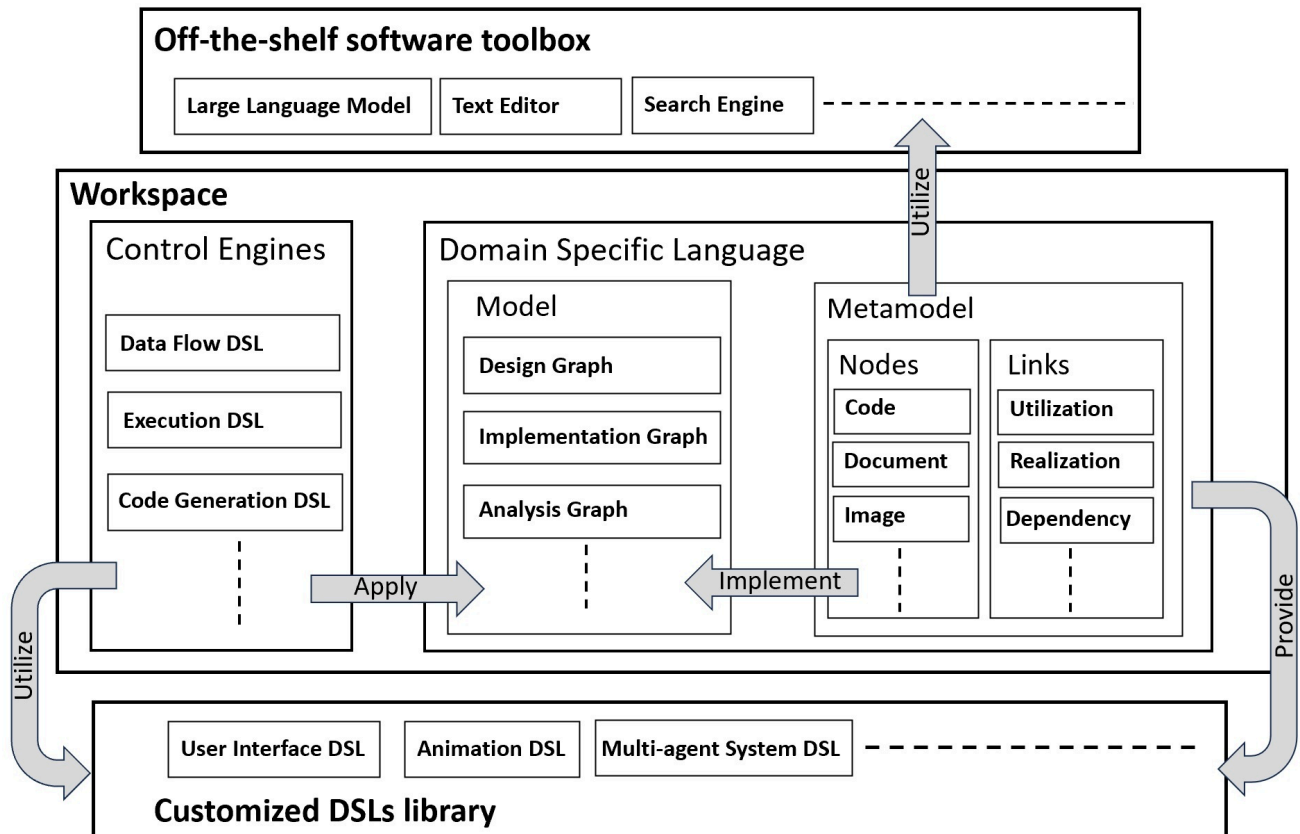 Off-the-shelf software toolbox
Large Language Model
Text Editor
Search Engine
Utilize
Workspace
Control Engines
Data Flow DSL
Execution DSL
Code Generation DSL
Apply
Domain Specific Language
Model
Design Graph
Implementation Graph
Analysis Graph
Implement
Metamodel
Nodes
Code
Document
Image
Links
Utilization
Realization
Dependency
Utilize
Provide
User Interface DSL
Animation DSL
Multi-agent System DSL
Customized DSLs library